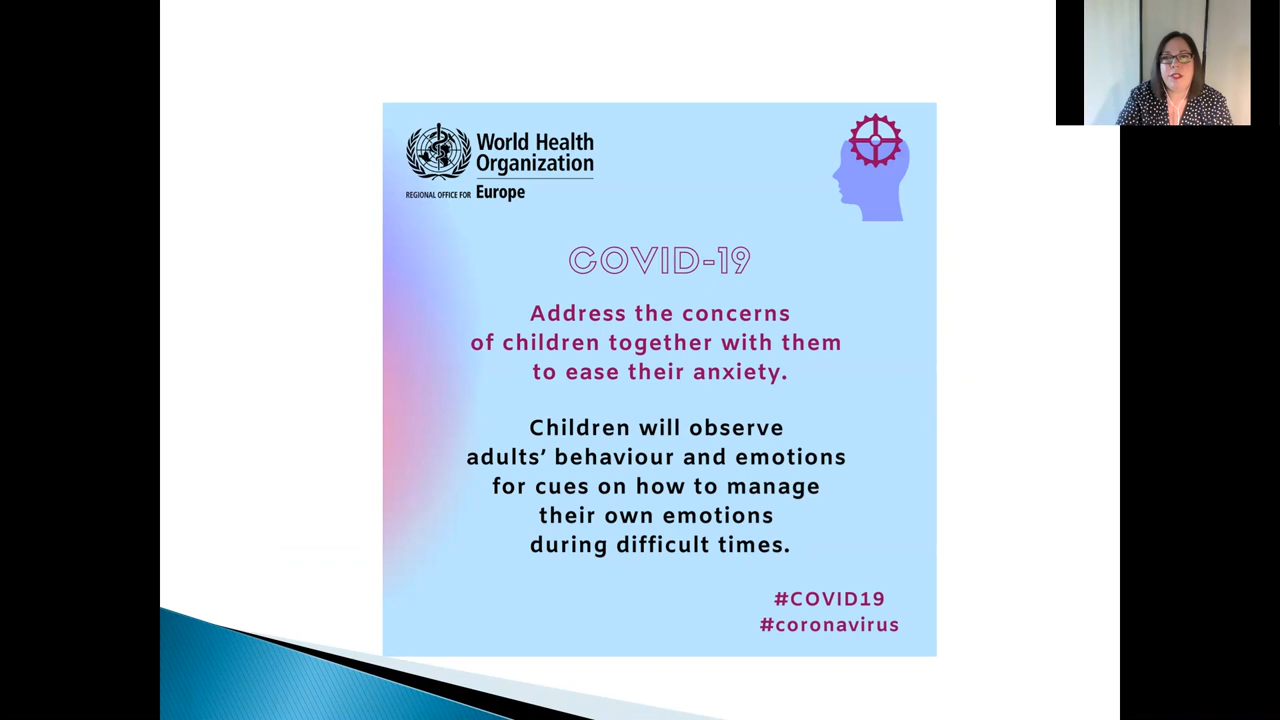 World Health
Organization
REGIONAL OFFICE FOR Europe
COVID-19
Address the concerns
of children together with them
to ease their anxiety.
Children will observe
adults’ behaviour and emotions
for cues on how to manage
their own emotions
during difficult times.
#COVID19
#coronavirus